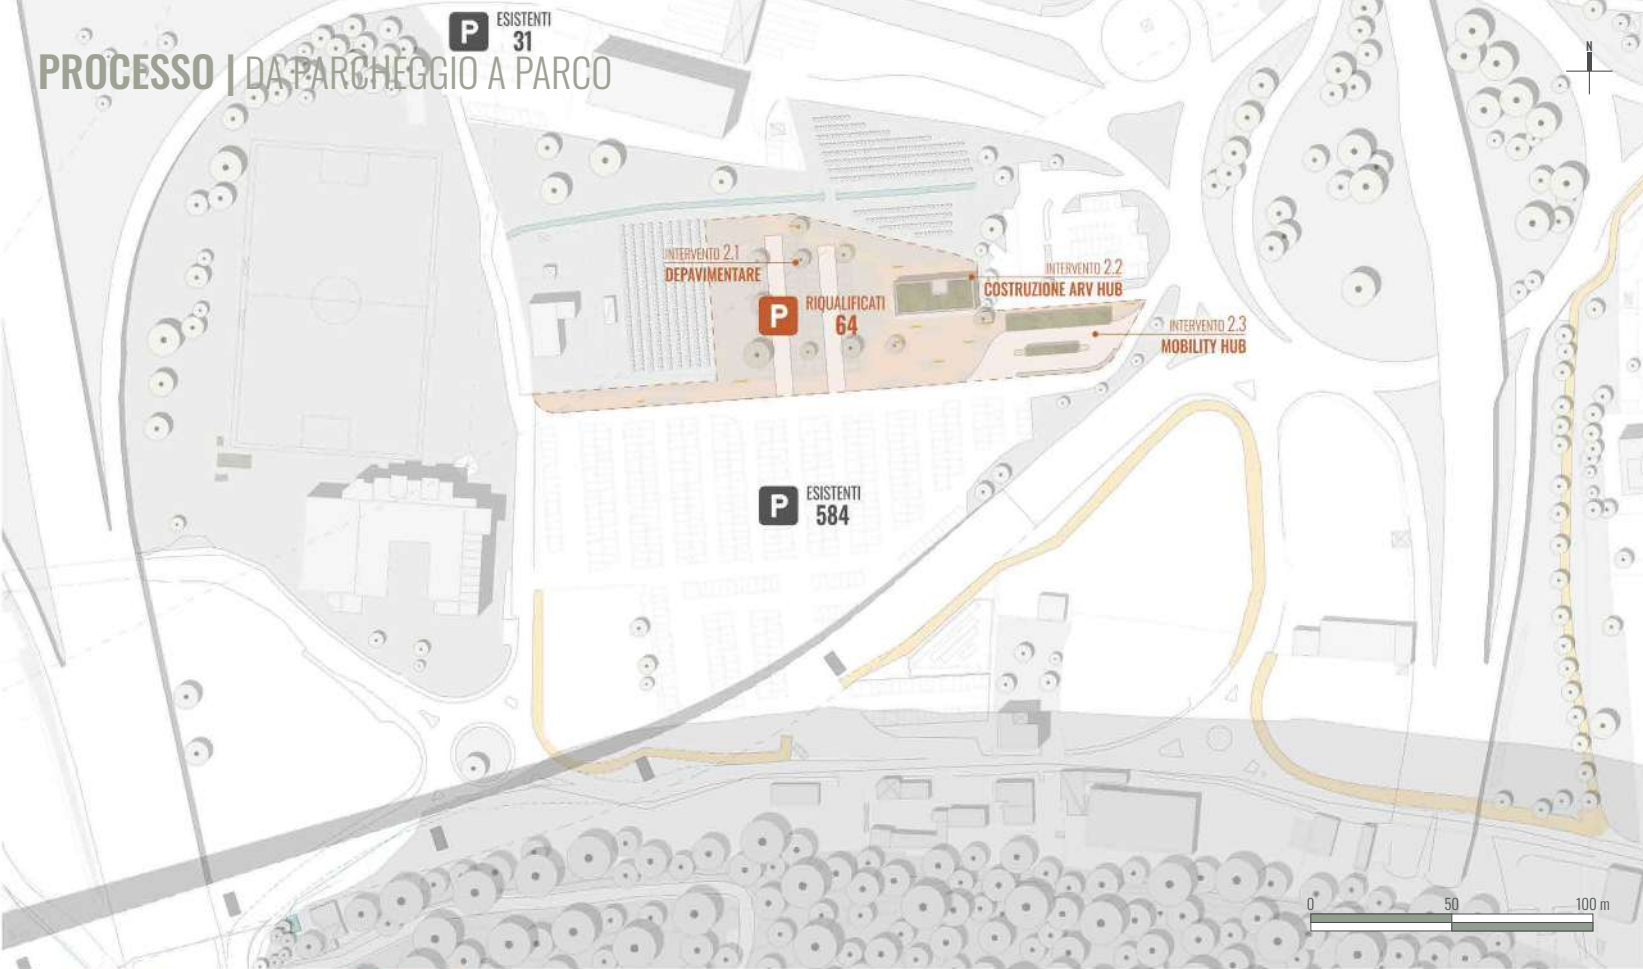 P ESISTENTI
31
PROCESSO | DA PARCHEGGIO A PARCO
N
INTERVENTO 2.1
DEPAVIMENTARE
INTERVENTO 2.2
COSTRUZIONE ARV HUB
P RIQUALIFICATI
64
INTERVENTO 2.3
MOBILITY HUB
P ESISTENTI
584
0 50 100 m